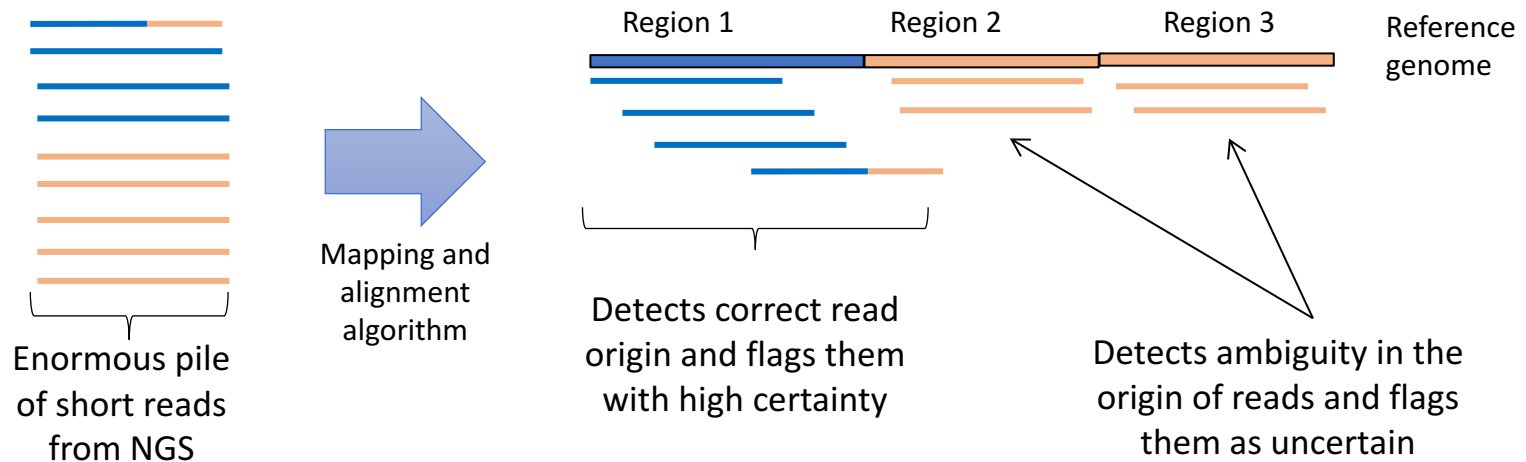 Enormous pile
of short reads
from NGS
Mapping and
alignment
algorithm
Region 1
Region 2
Region 3
Reference
genome
Detects correct read
origin and flags them
with high certainty
Detects ambiguity in the
origin of reads and flags
them as uncertain